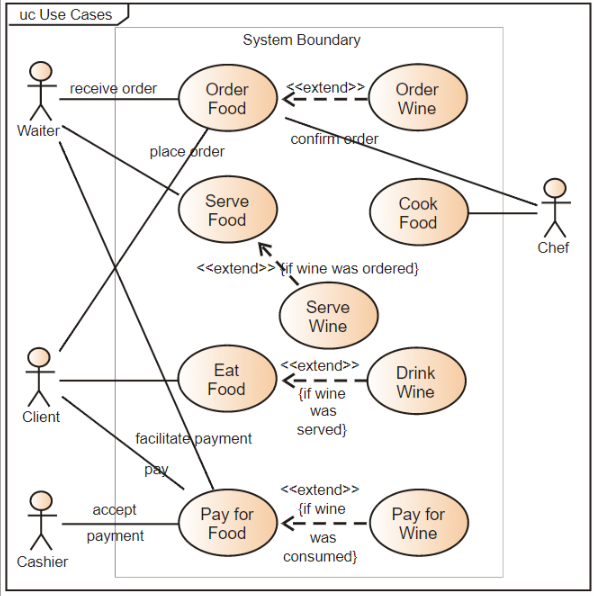 uc Use Cases
System Boundary
receive order
Order
Food
<<extend>>
Order
Wine
Waiter
place order
confirm order
Serve
Food
Cook
Food
Chef
<<extend>> {if wine was ordered}
Serve
Wine
Client
Eat
Food
<<extend>>
{if wine
was
served}
Drink
Wine
facilitate payment
pay
Cashier
accept
payment
Pay for
Food
<<extend>>
{if wine
was
consumed}
Pay for
Wine